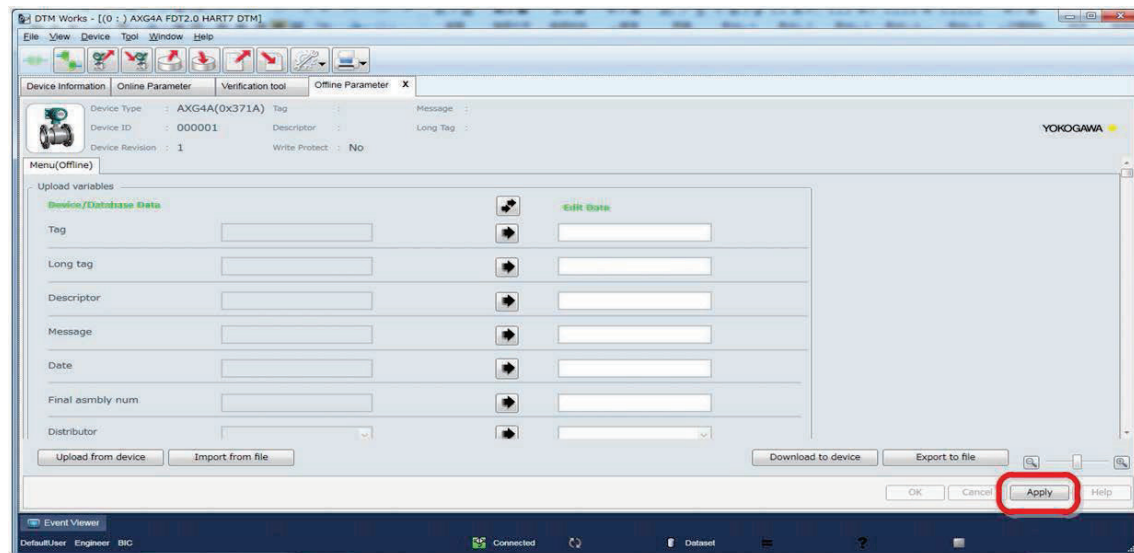 DTM Works - [(0 : ) AXG4A FDT2.0 HART7 DTM]
File View Device Tool Window Help
Device Information Online Parameter Verification tool Offline Parameter X
Device Type : AXG4A(0x371A) Tag : Message :
Device ID : 000001 Descriptor : Long Tag :
YOKOGAWA
Device Revision : 1 Write Protect : No
Menu(Offline)
Upload variables
Device/Database Data Edit Data
Tag
Long tag
Descriptor
Message
Date
Final asmbly num
Distributor
Upload from device Import from file Download to device Export to file
OK Cancel Apply Help
Event Viewer
DefaultUser Engineer BIC Connected Dataset